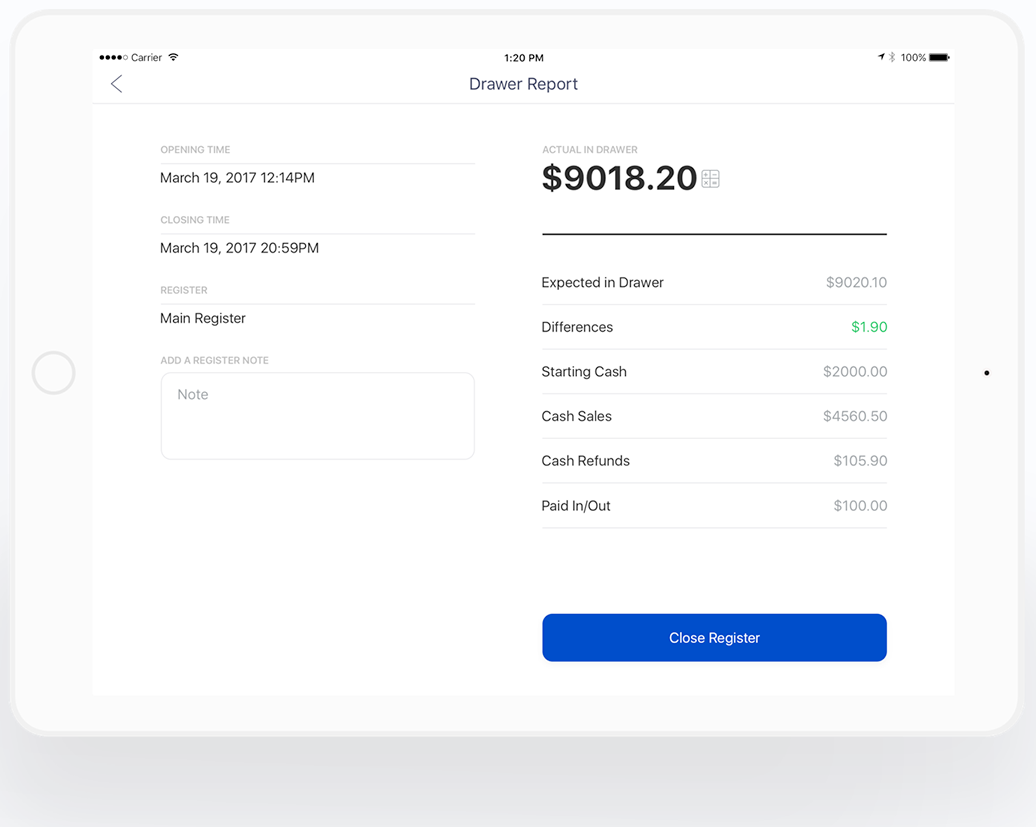 Carrier 1:20 PM 100%
Drawer Report
OPENING TIME
March 19, 2017 12:14PM
CLOSING TIME
March 19, 2017 20:59PM
REGISTER
Main Register
ADD A REGISTER NOTE
Note
ACTUAL IN DRAWER
$9018.20
Expected in Drawer $9020.10
Differences $1.90
Starting Cash $2000.00
Cash Sales $4560.50
Cash Refunds $105.90
Paid In/Out $100.00
Close Register